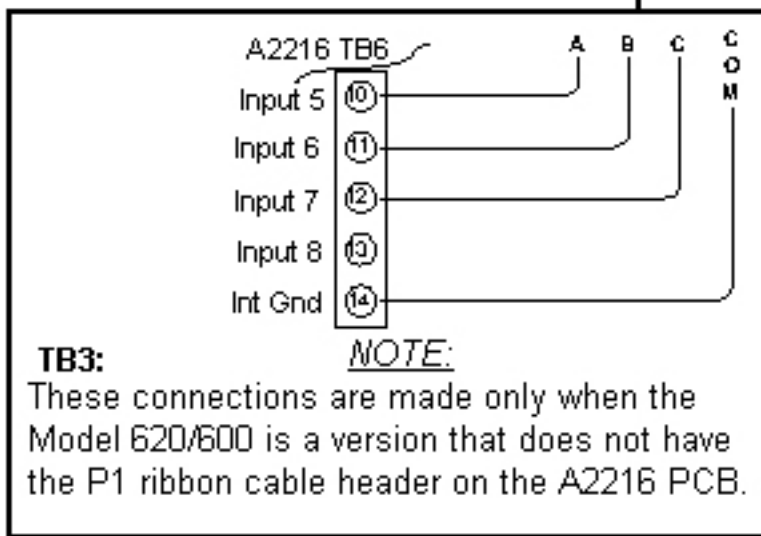 A2216 TB6 A B C COM
Input 5 10
Input 6 11
Input 7 12
Input 8 13
Int Gnd 14
TB3: NOTE:
These connections are made only when the
Model 620/600 is a version that does not have
the P1 ribbon cable header on the A2216 PCB.